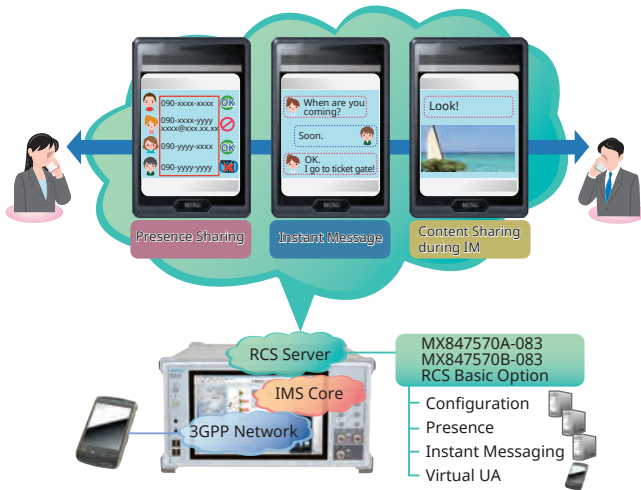 090-xxxx-xxxx
OK
090-xxxx-yyyy
xxxx@xxx.xx.xx
090-yyyy-xxxx
OK
090-yyyy-yyyy
MENU
Presence Sharing
When are you
coming?
Soon.
OK.
I go to ticket gate!
MENU
Instant Message
Look!
MENU
Content Sharing
during IM
RCS Server
IMS Core
3GPP Network
MX847570A-083
MX847570B-083
RCS Basic Option
Configuration
Presence
Instant Messaging
Virtual UA